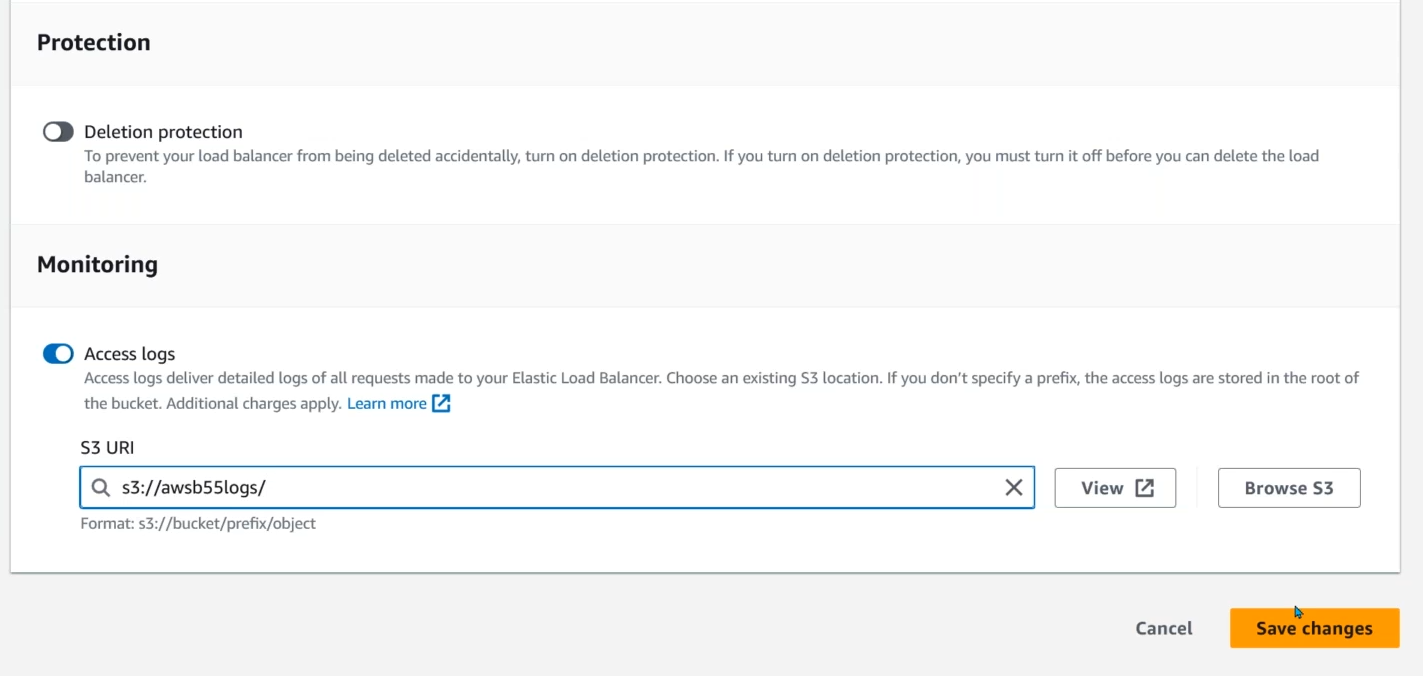 Protection
Deletion protection
To prevent your load balancer from being deleted accidentally, turn on deletion protection. If you turn on deletion protection, you must turn it off before you can delete the load
balancer.
Monitoring
Access logs
Access logs deliver detailed logs of all requests made to your Elastic Load Balancer. Choose an existing S3 location. If you don't specify a prefix, the access logs are stored in the root of
the bucket. Additional charges apply. Learn more
S3 URI
s3://awsb55logs/
View
Browse S3
Format: s3://bucket/prefix/object
Cancel
Save changes